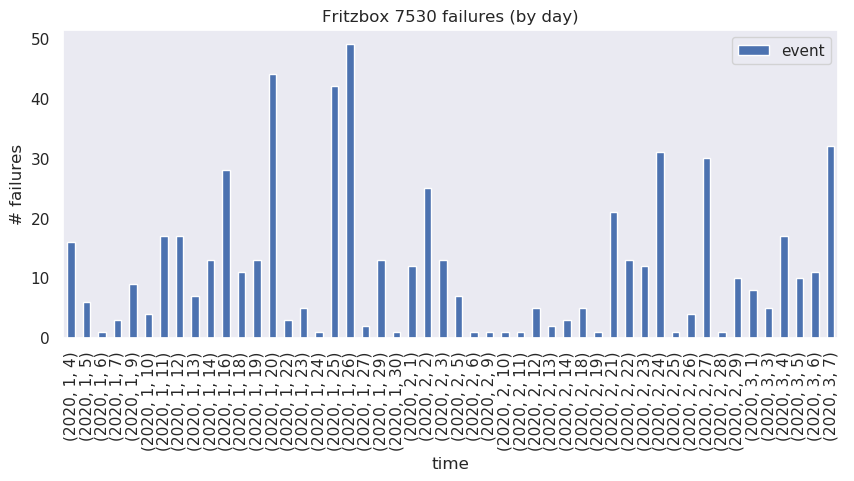 Fritzbox 7530 failures (by day)
event
# failures
50
40
30
20
10
0
(2020, 1, 4)
(2020, 1, 5)
(2020, 1, 6)
(2020, 1, 7)
(2020, 1, 9)
(2020, 1, 10)
(2020, 1, 11)
(2020, 1, 12)
(2020, 1, 13)
(2020, 1, 14)
(2020, 1, 16)
(2020, 1, 18)
(2020, 1, 19)
(2020, 1, 20)
(2020, 1, 22)
(2020, 1, 23)
(2020, 1, 24)
(2020, 1, 25)
(2020, 1, 26)
(2020, 1, 27)
(2020, 1, 29)
(2020, 1, 30)
(2020, 2, 1)
(2020, 2, 2)
(2020, 2, 3)
(2020, 2, 5)
(2020, 2, 6)
(2020, 2, 9)
(2020, 2, 10)
(2020, 2, 11)
(2020, 2, 12)
(2020, 2, 13)
(2020, 2, 14)
(2020, 2, 18)
(2020, 2, 19)
(2020, 2, 21)
(2020, 2, 22)
(2020, 2, 23)
(2020, 2, 24)
(2020, 2, 25)
(2020, 2, 26)
(2020, 2, 27)
(2020, 2, 28)
(2020, 2, 29)
(2020, 3, 1)
(2020, 3, 3)
(2020, 3, 4)
(2020, 3, 5)
(2020, 3, 6)
(2020, 3, 7)
time